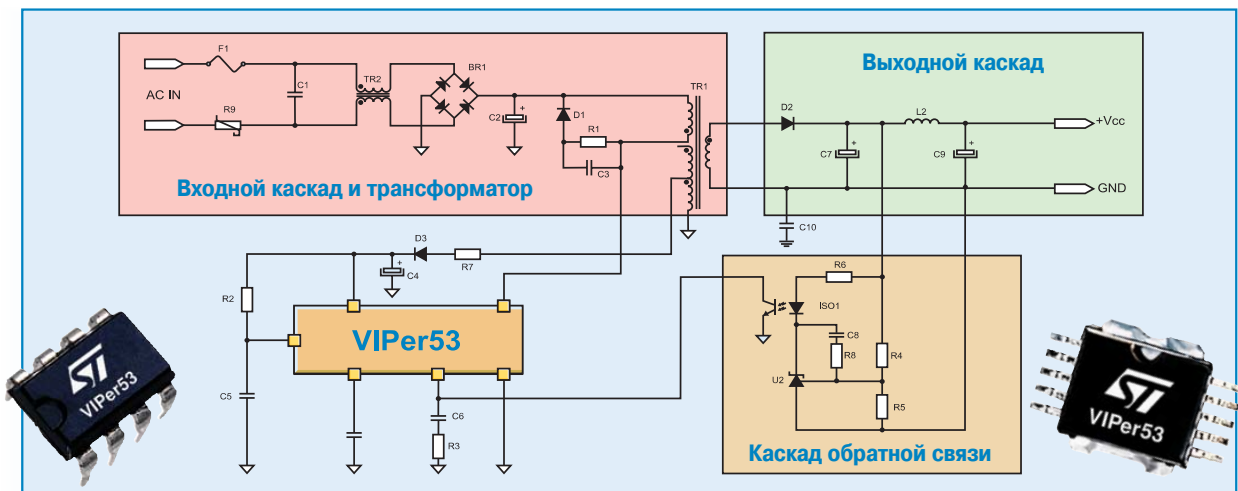 F1
AC IN
R9
C1
TR2
BR1
C2
D1
R1
C3
TR1
Входной каскад и трансформатор
Выходной каскад
D2
L2
C7
C9
+Vcc
GND
C10
D3
C4
R7
R2
VIPer53
C5
C6
R3
R6
ISO1
C8
R8
R4
U2
R5
Каскад обратной связи
ST
VIPer53
ST
VIPer53